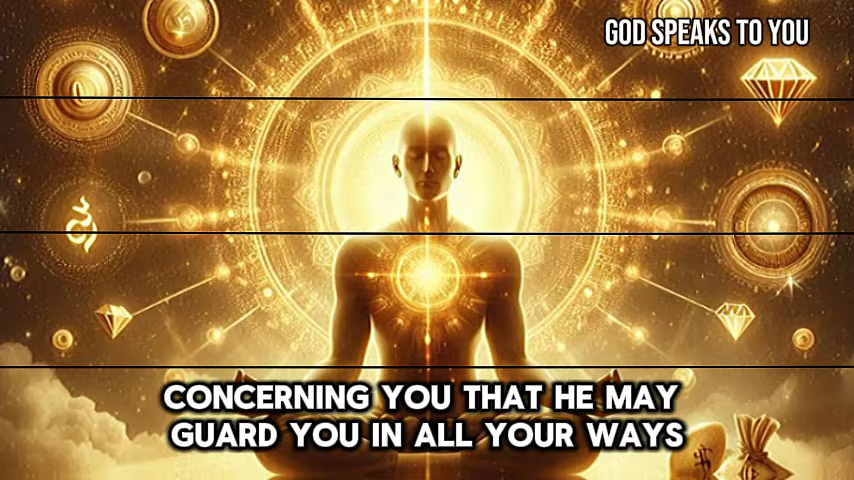 GOD SPEAKS TO YOU
CONCERNING YOU THAT HE MAY
GUARD YOU IN ALL YOUR WAYS